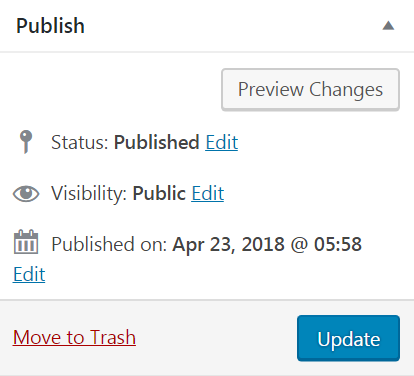 Publish
Preview Changes
Status: Published Edit
Visibility: Public Edit
Published on: Apr 23, 2018 @ 05:58
Edit
Move to Trash
Update